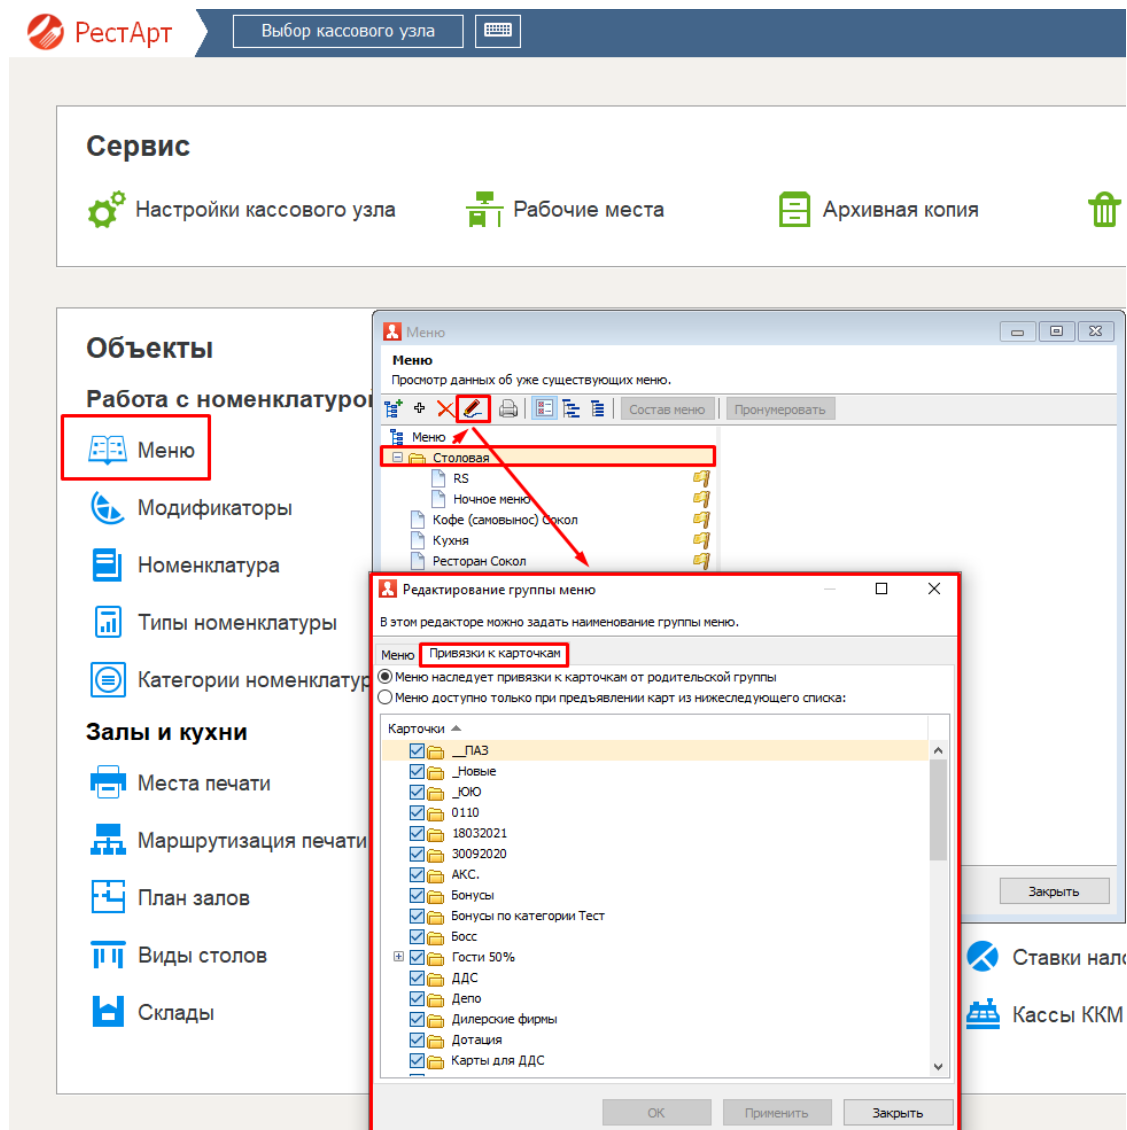 РестАрт
Выбор кассового узла
Сервис
Настройки кассового узла
Рабочие места
Архивная копия
Объекты
Работа с номенклатурой
Меню
Модификаторы
Номенклатура
Типы номенклатуры
Категории номенклатур
Залы и кухни
Места печати
Маршрутизация печати
План залов
Виды столов
Склады
Меню
Меню
Просмотр данных об уже существующих меню.
Состав меню
Пронумеровать
Меню
Столовая
RS
Ночное меню
Кофе (самовынос) Сокол
Кухня
Ресторан Сокол
Закрыть
Редактирование группы меню
В этом редакторе можно задать наименование группы меню.
Меню
Привязки к карточкам
Меню наследует привязки к карточкам от родительской группы
Меню доступно только при предъявлении карт из нижеследующего списка:
Карточки
__ПАЗ
_Новые
_ЮЮ
0110
18032021
30092020
АКС.
Бонусы
Бонусы по категории Тест
Босс
Гости 50%
ДДС
Депо
Дилерские фирмы
Дотация
Карты для ДДС
ОК
Применить
Закрыть
Ставки нало
Кассы ККМ